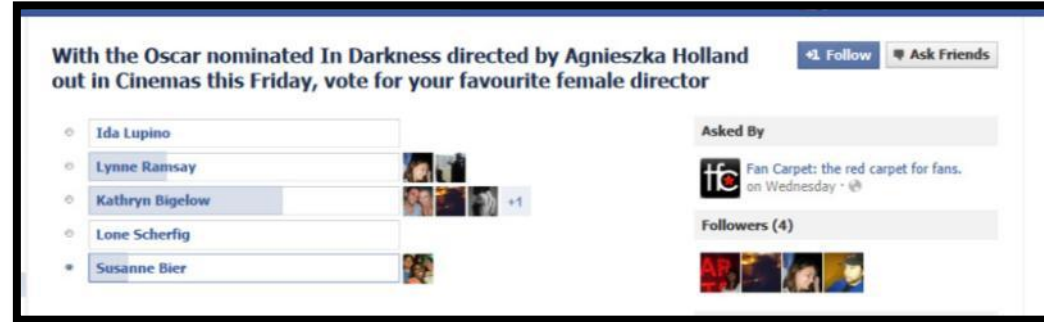 With the Oscar nominated In Darkness directed by Agnieszka Holland
out in Cinemas this Friday, vote for your favourite female director
+1 Follow
Ask Friends
Ida Lupino
Lynne Ramsay
Kathryn Bigelow
+1
Lone Scherfig
Susanne Bier
Asked By
tfc
Fan Carpet: the red carpet for fans.
on Wednesday ·
Followers (4)